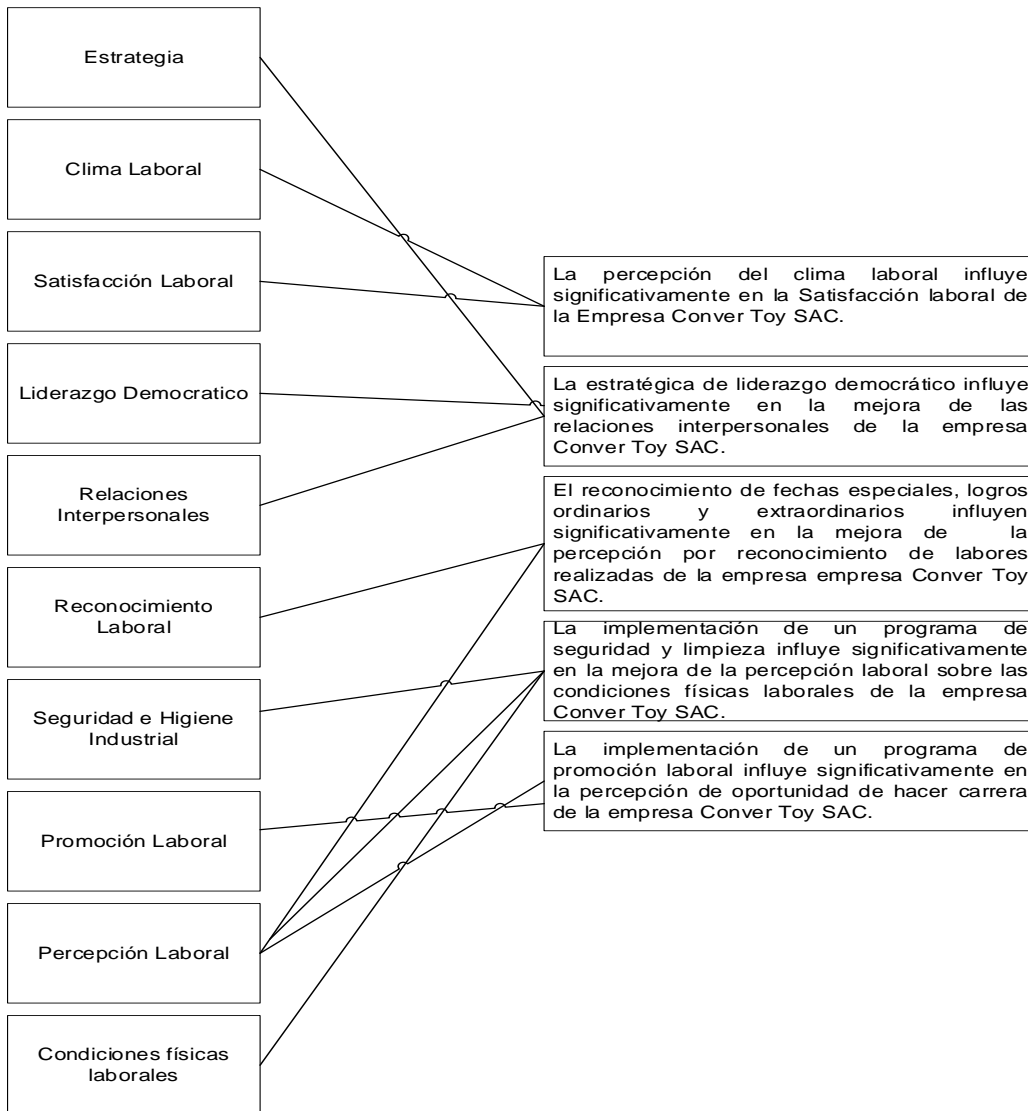 Estrategia
Clima Laboral
Satisfacción Laboral
Liderazgo Democratico
Relaciones
Interpersonales
Reconocimiento
Laboral
Seguridad e Higiene
Industrial
Promoción Laboral
Percepción Laboral
Condiciones físicas
laborales
La percepción del clima laboral influye
significativamente en la Satisfacción laboral de
la Empresa Conver Toy SAC.
La estratégica de liderazgo democrático influye
significativamente en la mejora de las
relaciones interpersonales de la empresa
Conver Toy SAC.
El reconocimiento de fechas especiales, logros
ordinarios y extraordinarios influyen
significativamente en la mejora de la
percepción por reconocimiento de labores
realizadas de la empresa empresa Conver Toy
SAC.
La implementación de un programa de
seguridad y limpieza influye significativamente
en la mejora de la percepción laboral sobre las
condiciones físicas laborales de la empresa
Conver Toy SAC.
La implementación de un programa de
promoción laboral influye significativamente en
la percepción de oportunidad de hacer carrera
de la empresa Conver Toy SAC.